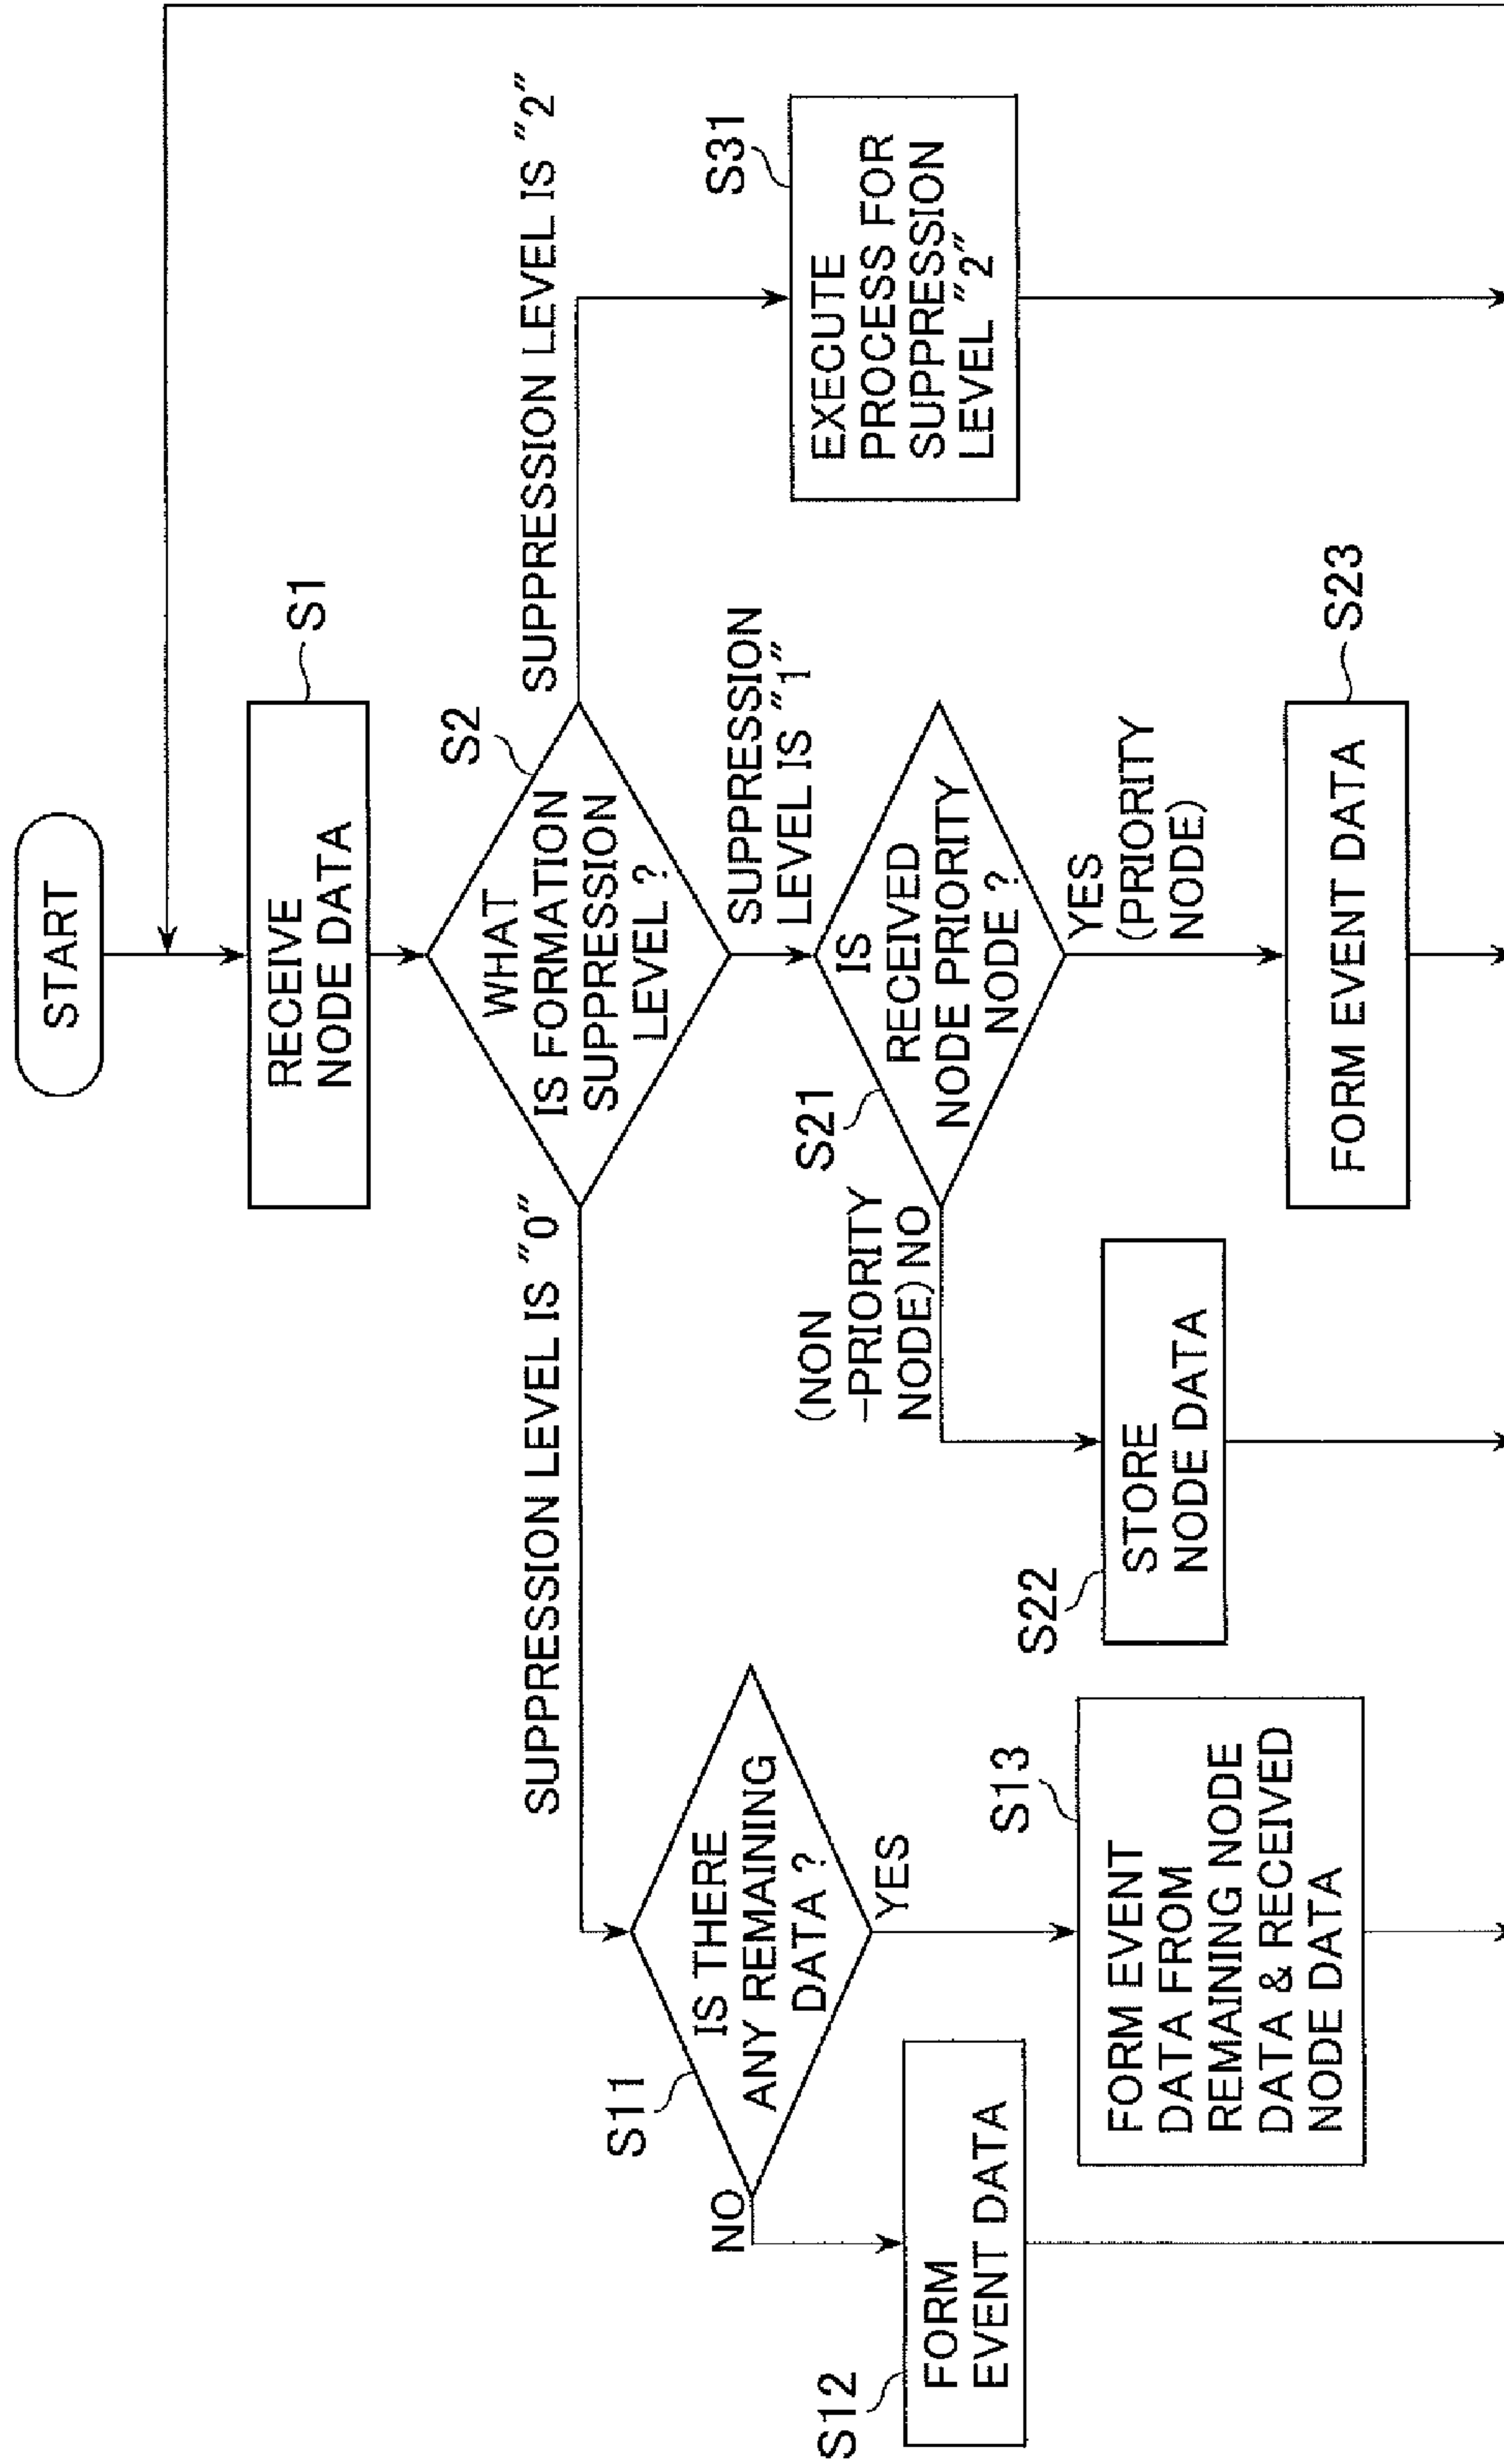 START
S1
RECEIVE
NODE DATA
S2
WHAT
IS FORMATION
SUPPRESSION
LEVEL ?
SUPPRESSION LEVEL IS "0"
SUPPRESSION
LEVEL IS "1"
SUPPRESSION LEVEL IS "2"
S11
IS THERE
ANY REMAINING
DATA ?
NO
YES
S12
FORM
EVENT DATA
S13
FORM EVENT
DATA FROM
REMAINING NODE
DATA & RECEIVED
NODE DATA
S21
IS
RECEIVED
NODE PRIORITY
NODE ?
(NON
-PRIORITY
NODE) NO
YES
(PRIORITY
NODE)
S22
STORE
NODE DATA
S23
FORM EVENT DATA
S31
EXECUTE
PROCESS FOR
SUPPRESSION
LEVEL "2"